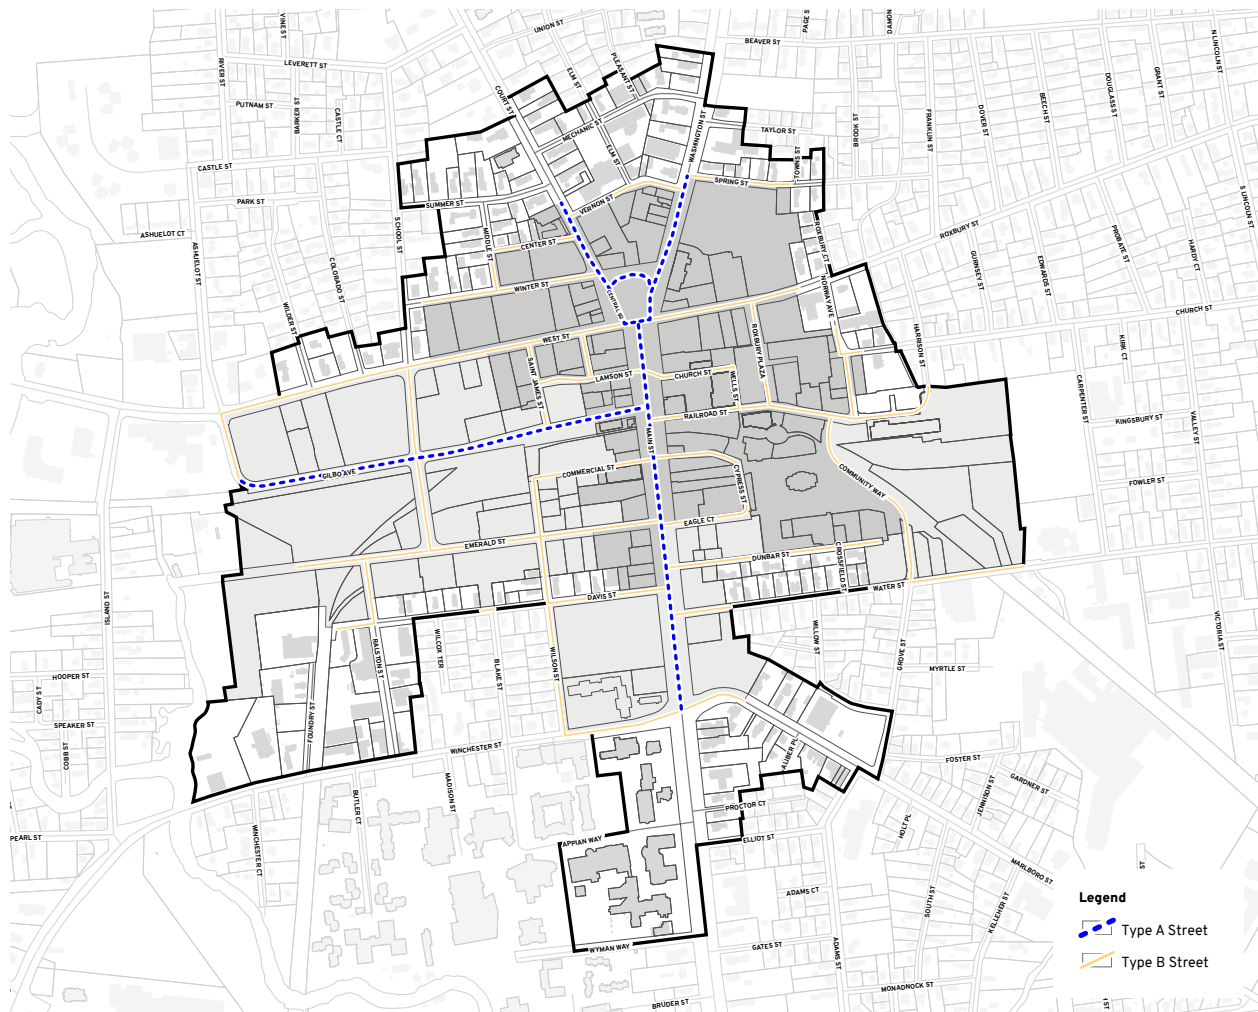 UNION ST
VINE ST
PAGE ST
DAMON
BEAVER ST
N LINCOLN ST
LEVERETT ST
RIVER ST
ELM ST
PLEASANT ST
COURT ST
PUTNAM ST
BARKER ST
CASTLE CT
MECHANIC ST
WASHINGTON ST
TAYLOR ST
BROOK ST
FRANKLIN ST
DOVER ST
BEECH ST
DOUGLASS ST
GRANT ST
CASTLE ST
ELM ST
TOWNS ST
SPRING ST
PARK ST
SUMMER ST
VERNON ST
S LINCOLN ST
ASHUELOT CT
ASHUELOT ST
SCHOOL ST
MIDDLE ST
CENTER ST
ROXBURY CT
ROXBURY ST
PROBATE ST
HARDY CT
GURNSEY ST
EDWARDS ST
COLORADO ST
WILDER ST
WINTER ST
CENTRAL SQ
NORWAY AVE
CHURCH ST
WEST ST
ROXBURY PLAZA
HARRISON ST
KIRK CT
SAINT JAMES ST
LAMSON ST
CHURCH ST
WELLS ST
CARPENTER ST
RAILROAD ST
KINGSBURY ST
VALLEY ST
MAIN ST
GILBO AVE
COMMERCIAL ST
CYPRESS ST
COMMUNITY WAY
FOWLER ST
EAGLE CT
EMERALD ST
DUNBAR ST
CROSSFIELD ST
WATER ST
ISLAND ST
DAVIS ST
WILLOW ST
GROVE ST
VICTORIA ST
WILCOX TER
RALSTON ST
BLAKE ST
WILSON ST
MYRTLE ST
HOOPER ST
CADY ST
SPEAKER ST
COBB ST
FOUNDRY ST
WINCHESTER ST
AUBER PL
FOSTER ST
GARDNER ST
JENNISON ST
MADISON ST
BUTLER CT
PROCTOR CT
HOLT PL
PEARL ST
WINCHESTER CT
APPIAN WAY
ELLIOT ST
MARLBORO ST
ST
ADAMS CT
SOUTH ST
KELLEHER ST
Legend
Type A Street
Type B Street
WYMAN WAY
GATES ST
ADAMS ST
MONADNOCK ST
BRUDER ST